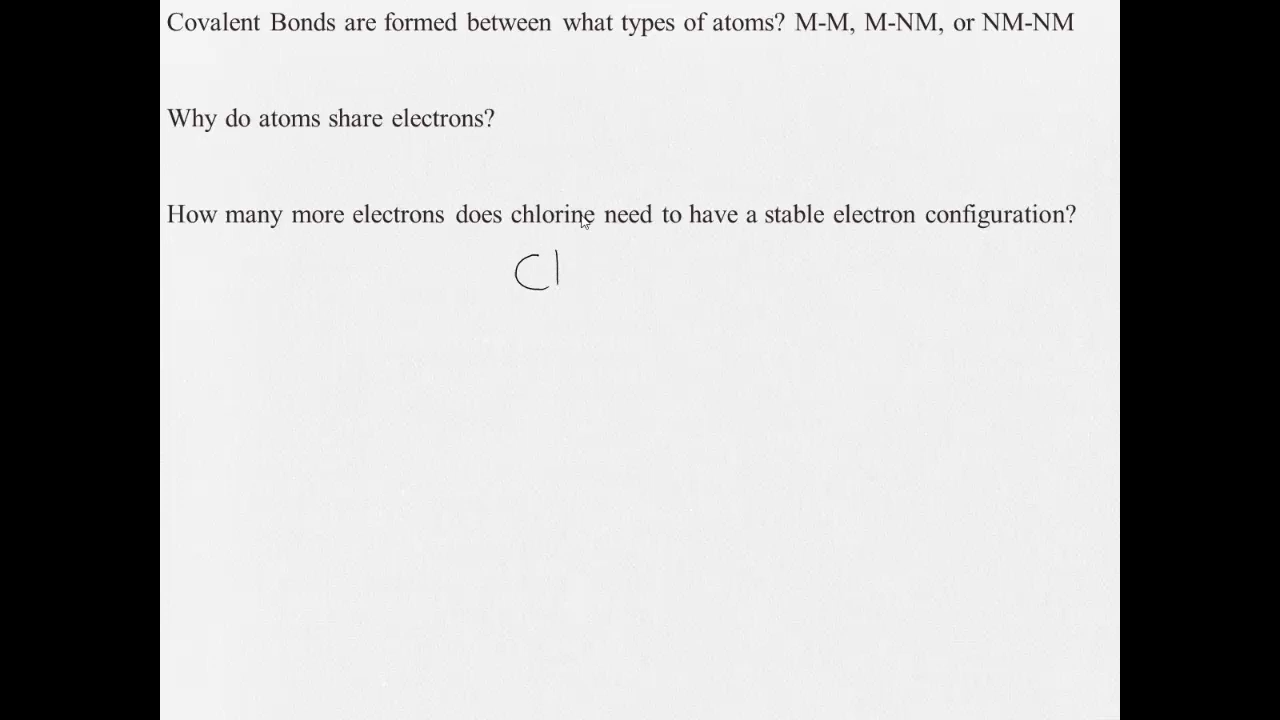 Covalent Bonds are formed between what types of atoms? M-M, M-NM, or NM-NM
Why do atoms share electrons?
How many more electrons does chlorine need to have a stable electron configuration?
Cl